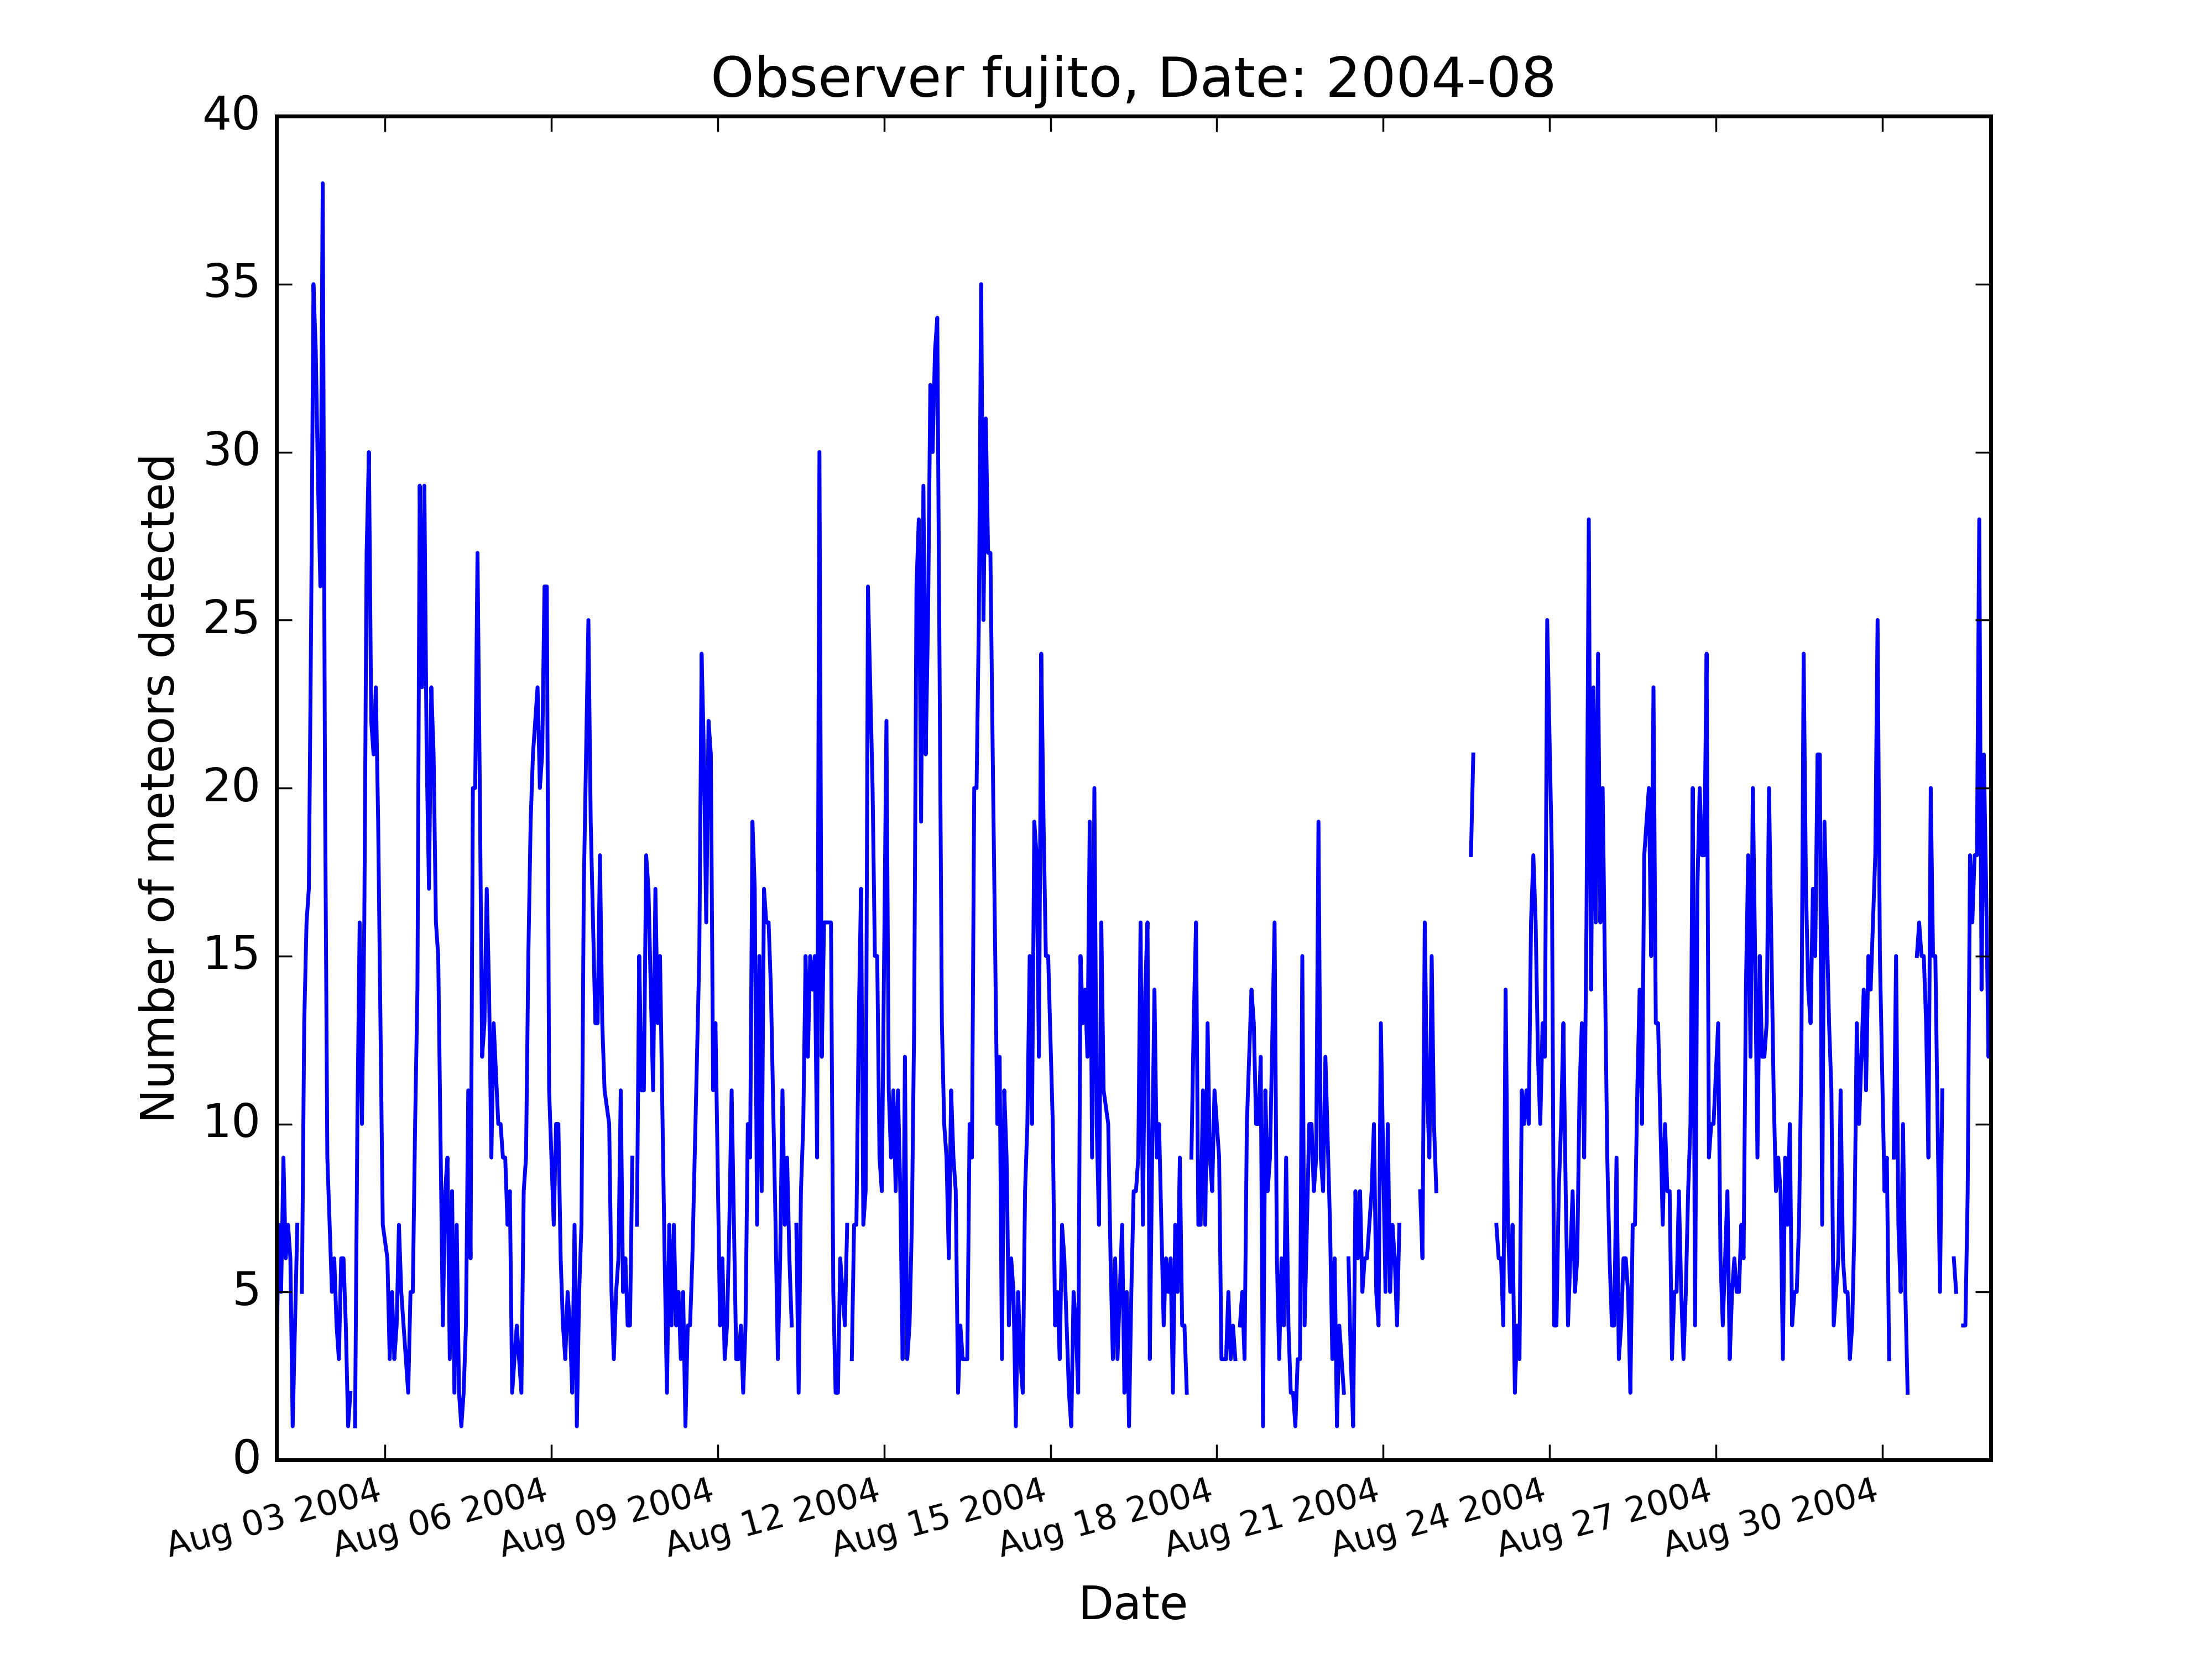 Observer fujito, Date: 2004-08
Number of meteors detected
40
35
30
25
20
15
10
5
0
Aug 03 2004
Aug 06 2004
Aug 09 2004
Aug 12 2004
Aug 15 2004
Aug 18 2004
Aug 21 2004
Aug 24 2004
Aug 27 2004
Aug 30 2004
Date